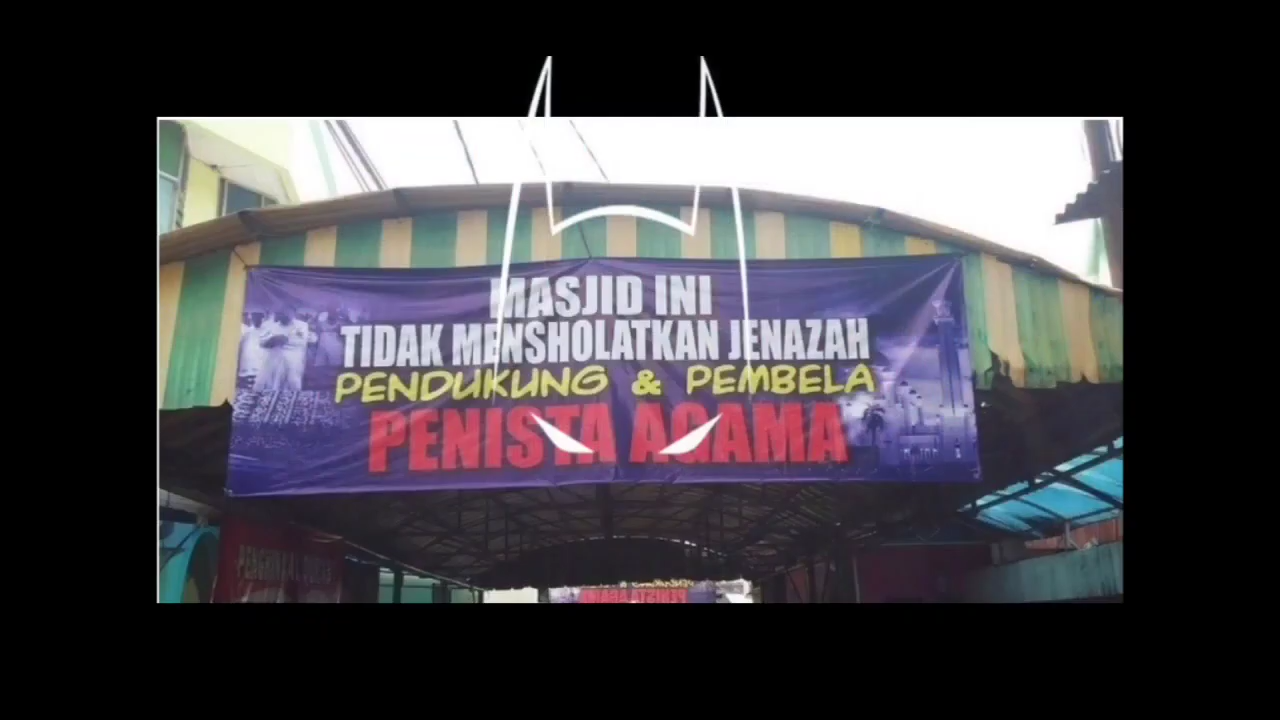 MASJID INI
TIDAK MENSHOLATKAN JENAZAH
PENDUKUNG & PEMBELA
PENISTA AGAMA